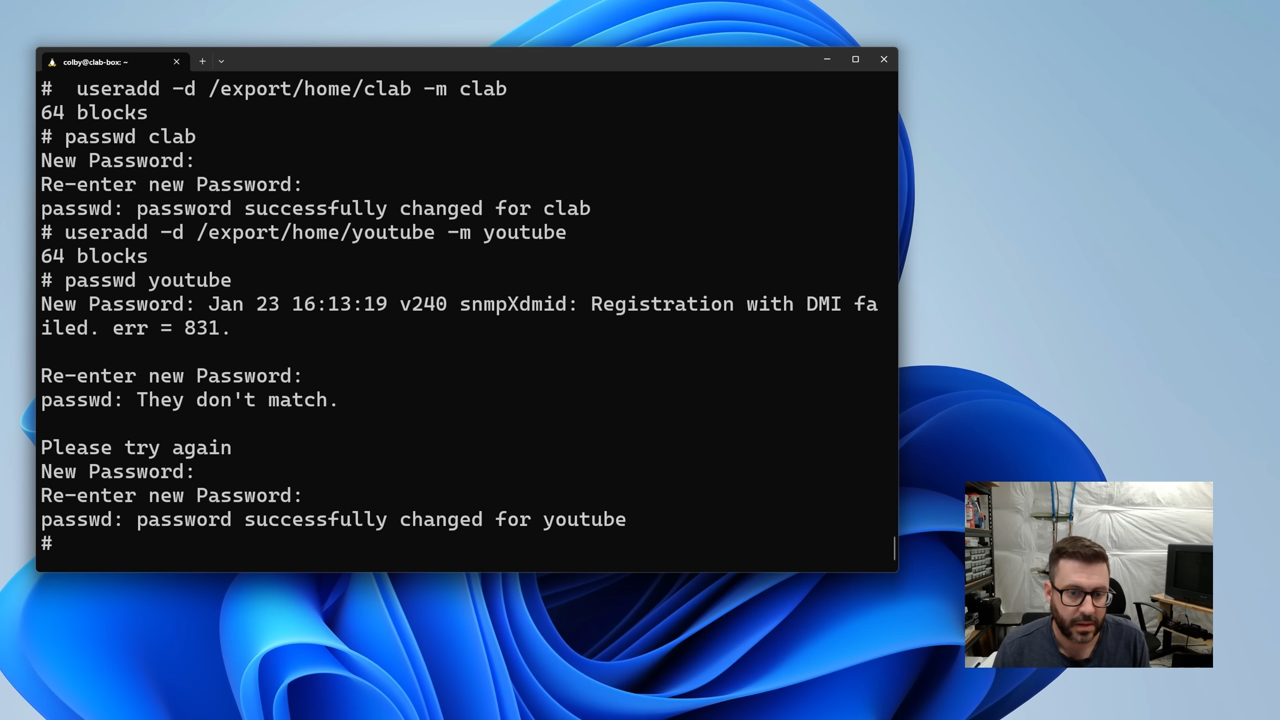 colby@clab-box: ~
#  useradd -d /export/home/clab -m clab
64 blocks
# passwd clab
New Password:
Re-enter new Password:
passwd: password successfully changed for clab
# useradd -d /export/home/youtube -m youtube
64 blocks
# passwd youtube
New Password: Jan 23 16:13:19 v240 snmpXdmid: Registration with DMI fa
iled. err = 831.
Re-enter new Password:
passwd: They don't match.
Please try again
New Password:
Re-enter new Password:
passwd: password successfully changed for youtube
#